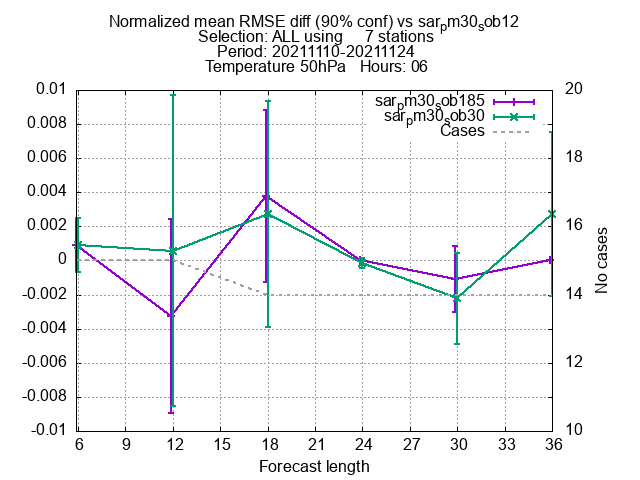 Normalized mean RMSE diff (90% conf) vs sarpm30sob12
Selection: ALL using 7 stations
Period: 20211110-20211124
Temperature 50hPa Hours: 06
sarpm30sob185
sarpm30sob30
Cases
0.01
0.008
0.006
0.004
0.002
0
-0.002
-0.004
-0.006
-0.008
-0.01
20
18
16
14
12
10
No cases
6 9 12 15 18 21 24 27 30 33 36
Forecast length